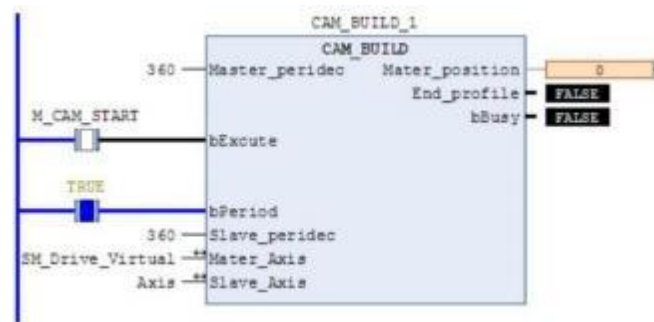 CAM_BUILD_1
CAM_BUILD
360 Master_peridec Mater_position 0
End_profile FALSE
M_CAM_START bBusy FALSE
bExcute
TRUE
bPeriod
360 Slave_peridec
SM_Drive_Virtual Mater_Axis
Axis Slave_Axis